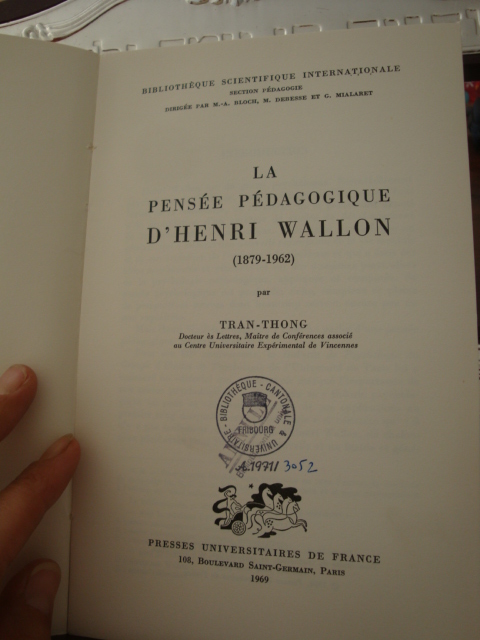 BIBLIOTHÈQUE SCIENTIFIQUE INTERNATIONALE
SECTION PÉDAGOGIE
DIRIGÉE PAR M.-A. BLOCH, M. DEBESSE ET G. MIALARET
LA
PENSÉE PÉDAGOGIQUE
D'HENRI WALLON
(1879-1962)
par
TRAN-THONG
Docteur ès Lettres, Maître de Conférences associé
au Centre Universitaire Expérimental de Vincennes
BIBLIOTHÈQUE - CANTONALE & UNIVERSITAIRE -
FRIBOURG
A 1971/ 3052
PRESSES UNIVERSITAIRES DE FRANCE
108, BOULEVARD SAINT-GERMAIN, PARIS
1969